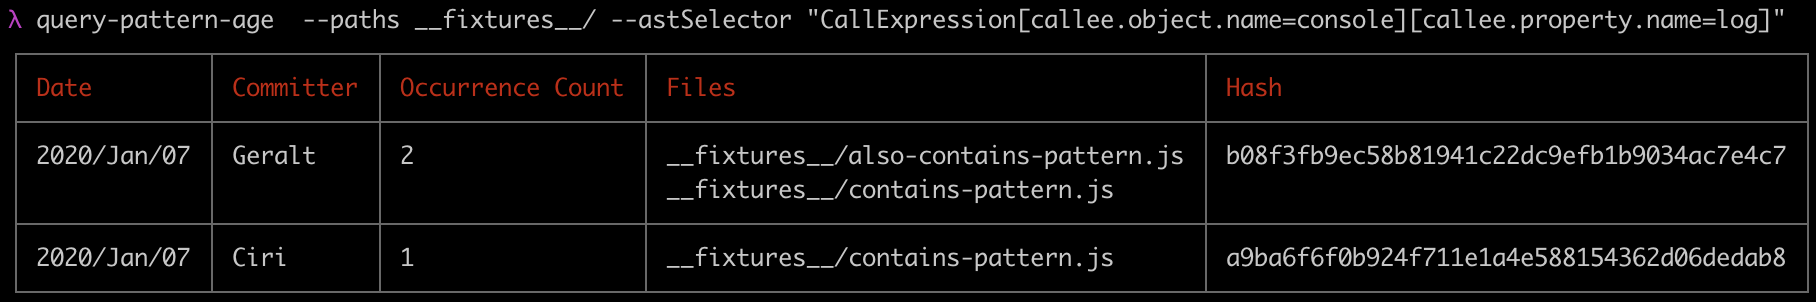 λ query-pattern-age  --paths __fixtures__/ --astSelector "CallExpression[callee.object.name=console][callee.property.name=log]"
Date Committer Occurrence Count Files Hash
2020/Jan/07 Geralt 2 __fixtures__/also-contains-pattern.js b08f3fb9ec58b81941c22dc9efb1b9034ac7e4c7
__fixtures__/contains-pattern.js
2020/Jan/07 Ciri 1 __fixtures__/contains-pattern.js a9ba6f6f0b924f711e1a4e588154362d06dedab8